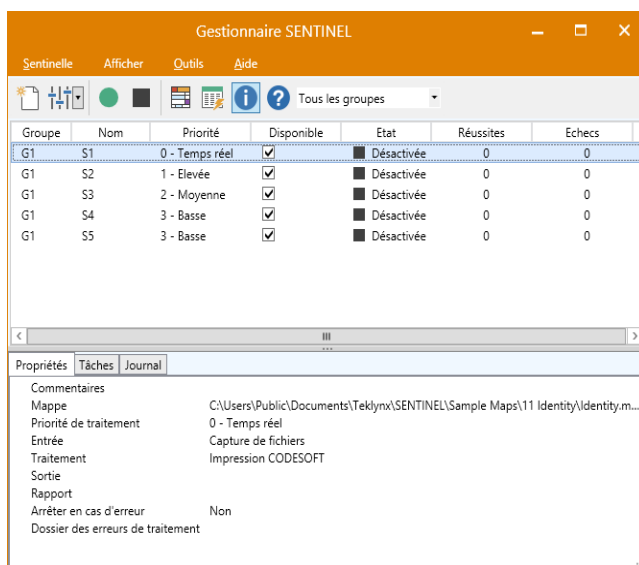 Gestionnaire SENTINEL
Sentinelle Afficher Outils Aide
Tous les groupes
Groupe Nom Priorité Disponible Etat Réussites Echecs
G1 S1 0 - Temps réel Désactivée 0 0
G1 S2 1 - Elevée Désactivée 0 0
G1 S3 2 - Moyenne Désactivée 0 0
G1 S4 3 - Basse Désactivée 0 0
G1 S5 3 - Basse Désactivée 0 0
Propriétés Tâches Journal
Commentaires
Mappe C:\Users\Public\Documents\Teklynx\SENTINEL\Sample Maps\11 Identity\Identity.m...
Priorité de traitement 0 - Temps réel
Entrée Capture de fichiers
Traitement Impression CODESOFT
Sortie
Rapport
Arrêter en cas d'erreur Non
Dossier des erreurs de traitement